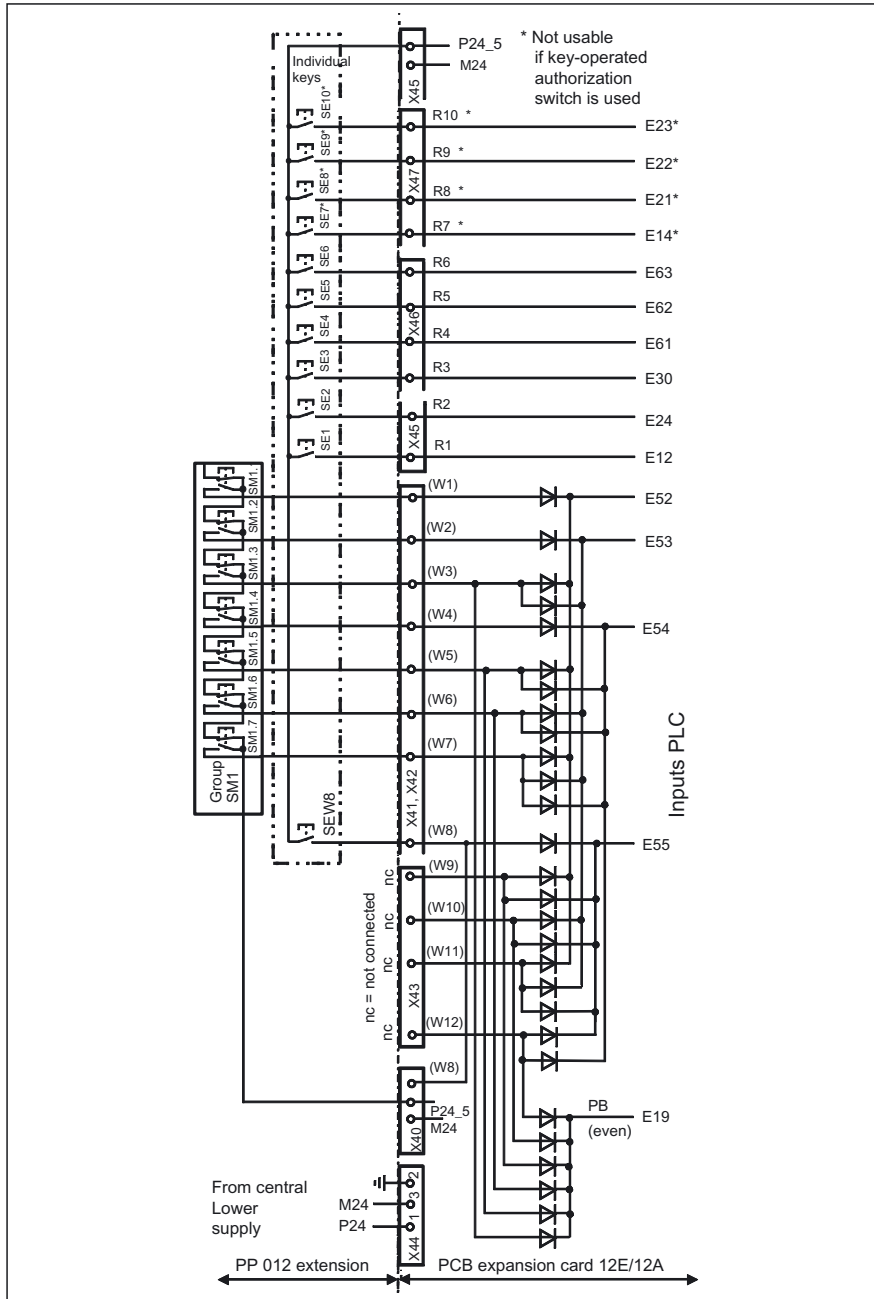 P24_5
M24
* Not usable
if key-operated
authorization
switch is used
Individual
keys
X45
SE10*
R10 *
E23*
SE9*
R9 *
E22*
X47
SE8*
R8 *
E21*
SE7*
R7 *
E14*
SE6
R6
E63
SE5
R5
E62
X46
SE4
R4
E61
SE3
R3
E30
SE2
R2
E24
X45
SE1
R1
E12
SM1.
(W1)
E52
SM1.2
(W2)
E53
SM1.3
(W3)
SM1.4
(W4)
E54
SM1.5
(W5)
SM1.6
(W6)
SM1.7
(W7)
Group
SM1
X41, X42
Inputs PLC
SEW8
(W8)
E55
nc
(W9)
nc
(W10)
nc
(W11)
nc = not connected
X43
nc
(W12)
(W8)
P24_5
M24
X40
PB
(even)
E19
From central
Lower
supply
2
M24
3
P24
1
X44
PP 012 extension
PCB expansion card 12E/12A